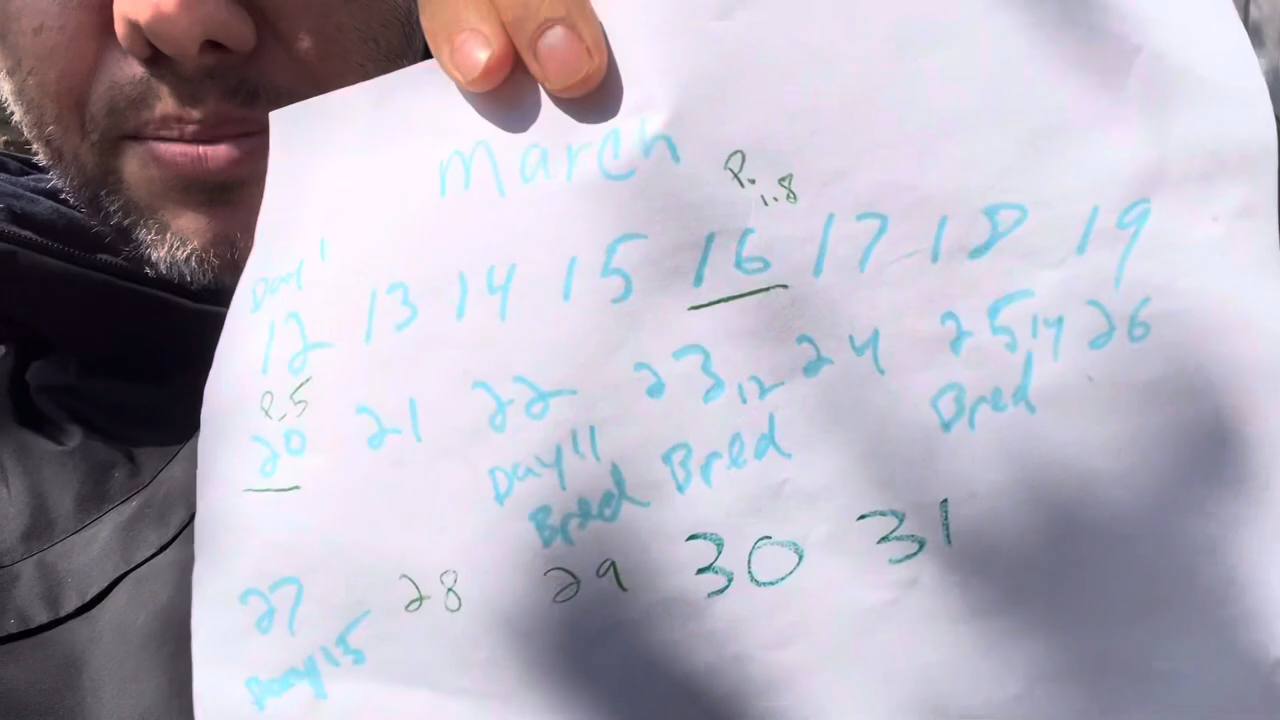 March
P. 1.8
Day 1
12 13 14 15 16 17 18 19
P. 5
20 21 22 23 12 24 25 14 26
Day 11 Bred Bred
Bred
27 28 29 30 31
Day 15